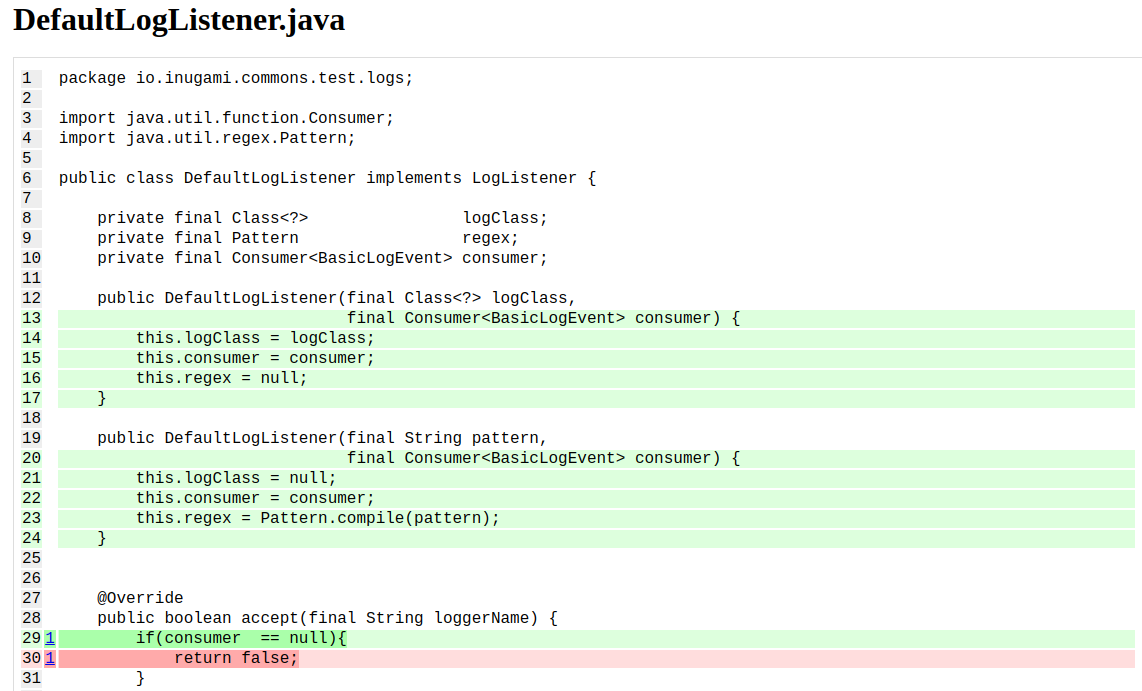 DefaultLogListener.java
1 package io.inugami.commons.test.logs;
2
3 import java.util.function.Consumer;
4 import java.util.regex.Pattern;
5
6 public class DefaultLogListener implements LogListener {
7
8     private final Class<?>                logClass;
9     private final Pattern                 regex;
10     private final Consumer<BasicLogEvent> consumer;
11
12     public DefaultLogListener(final Class<?> logClass,
13                               final Consumer<BasicLogEvent> consumer) {
14         this.logClass = logClass;
15         this.consumer = consumer;
16         this.regex = null;
17     }
18
19     public DefaultLogListener(final String pattern,
20                               final Consumer<BasicLogEvent> consumer) {
21         this.logClass = null;
22         this.consumer = consumer;
23         this.regex = Pattern.compile(pattern);
24     }
25
26
27     @Override
28     public boolean accept(final String loggerName) {
29 1         if(consumer  == null){
30 1             return false;
31         }